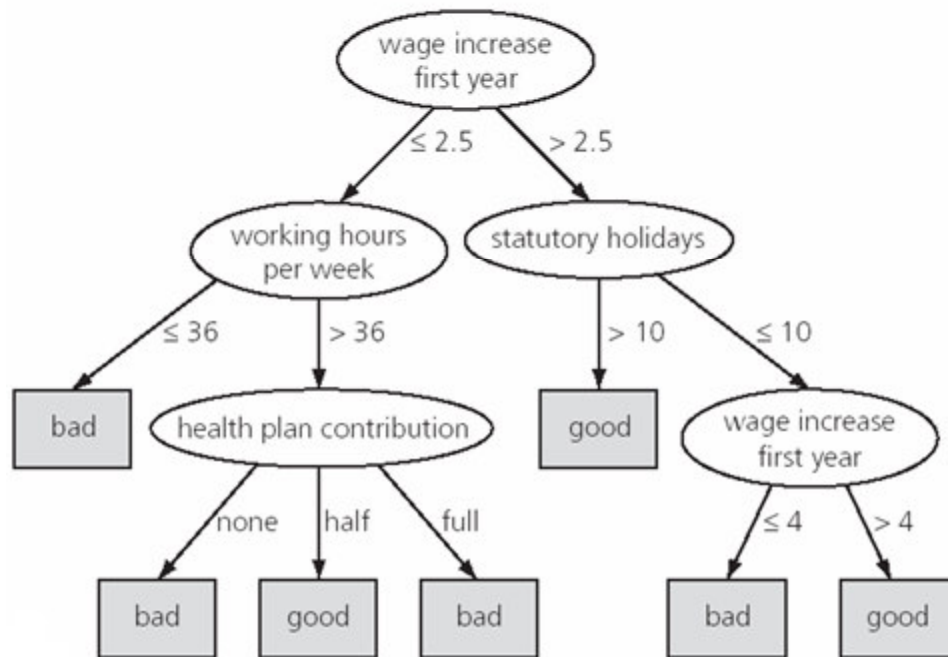 wage increase
first year
≤ 2.5
> 2.5
working hours
per week
statutory holidays
≤ 36
> 36
> 10
≤ 10
bad
health plan contribution
good
wage increase
first year
none
half
full
≤ 4
> 4
bad
good
bad
bad
good